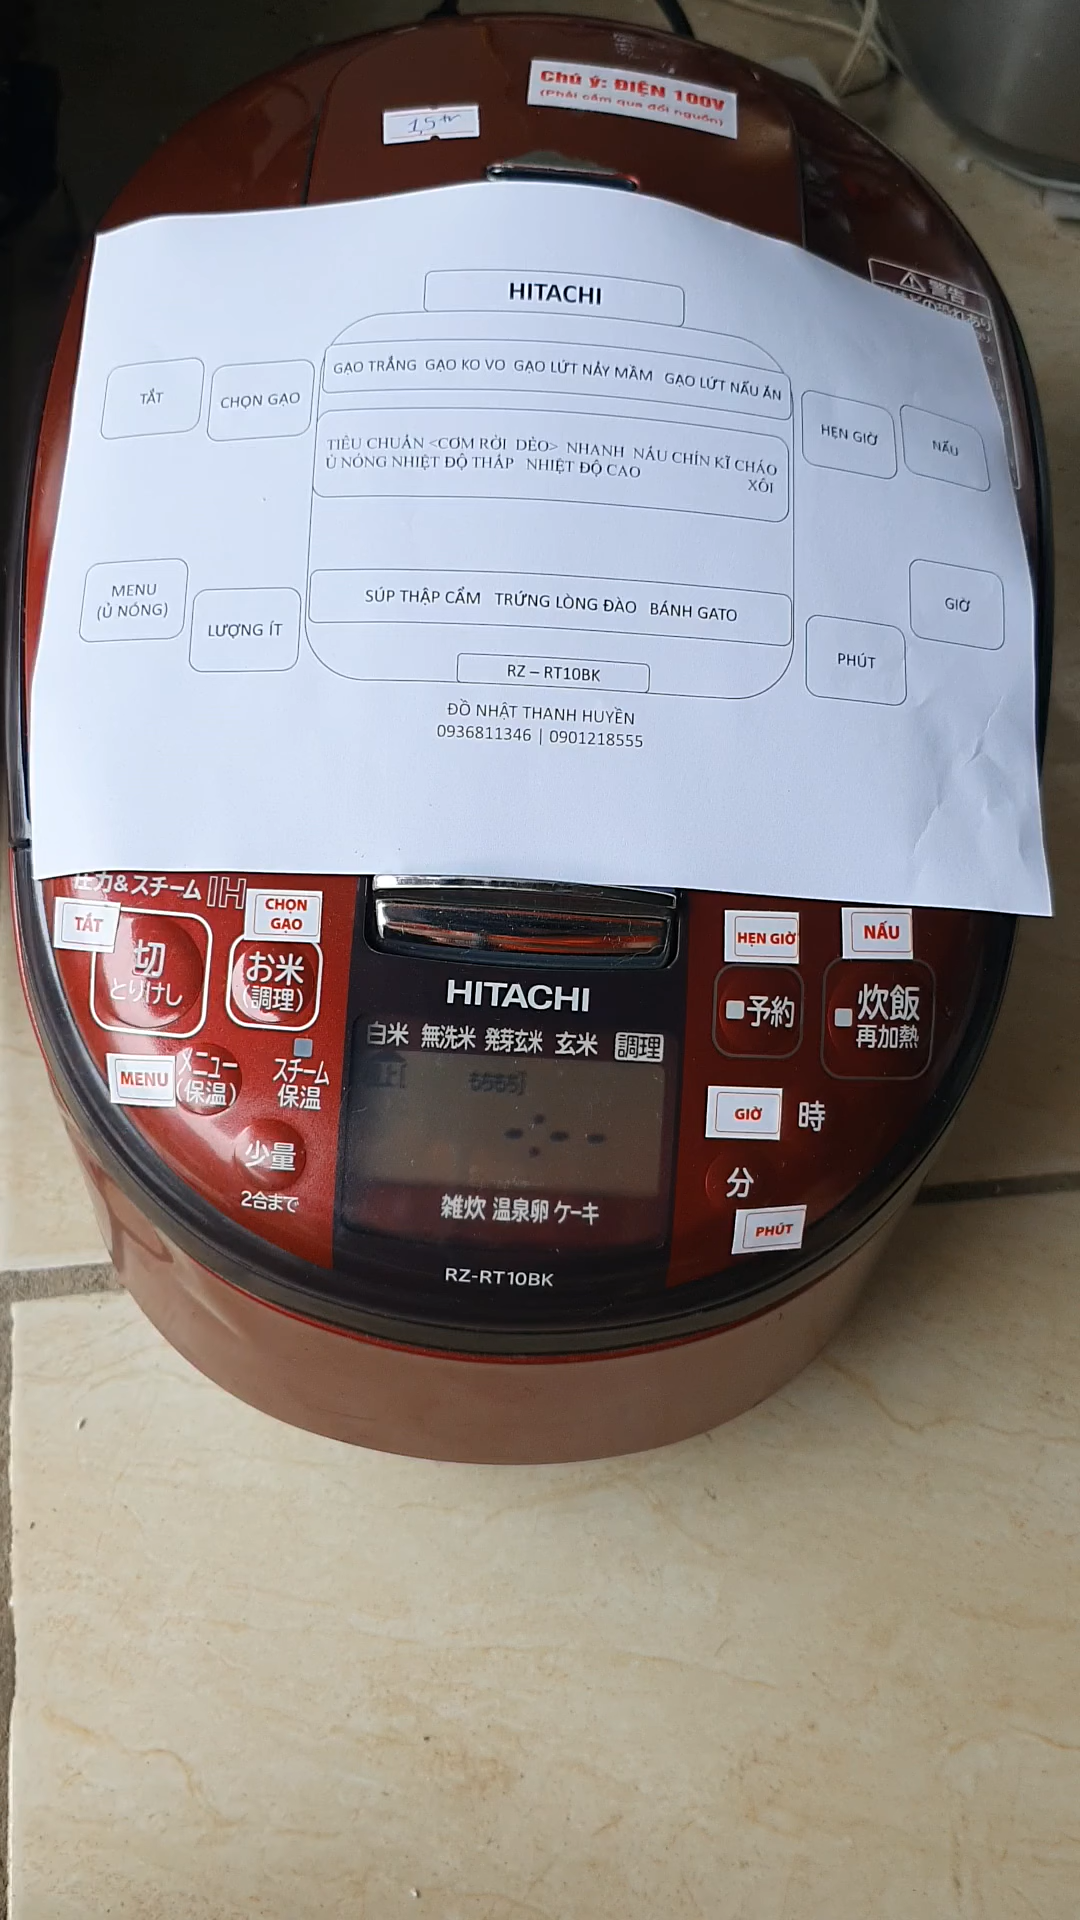 Chú ý: ĐIỆN 100V
(Phải cắm qua đổi nguồn)
1,5tr
警告
HITACHI
GẠO TRẮNG GẠO KO VO GẠO LỨT NẢY MẦM GẠO LỨT NẤU ĂN
TẮT
CHỌN GẠO
HẸN GIỜ
NẤU
TIÊU CHUẨN <CƠM RỜI DẺO> NHANH NẤU CHÍN KĨ CHÁO
Ủ NÓNG NHIỆT ĐỘ THẤP NHIỆT ĐỘ CAO
XÔI
MENU
(Ủ NÓNG)
LƯỢNG ÍT
SÚP THẬP CẨM TRỨNG LÒNG ĐÀO BÁNH GATO
GIỜ
PHÚT
RZ – RT10BK
ĐỒ NHẬT THANH HUYỀN
0936811346 | 0901218555
圧力&スチーム IH
TẮT
CHỌN
GẠO
HẸN GIỜ
NẤU
切
とりけし
お米
(調理)
HITACHI
予約
炊飯
再加熱
白米 無洗米 発芽玄米 玄米 調理
MENU
メニュー
(保温)
スチーム
保温
GIỜ
時
少量
2合まで
分
PHÚT
雑炊 温泉卵 ケーキ
RZ-RT10BK